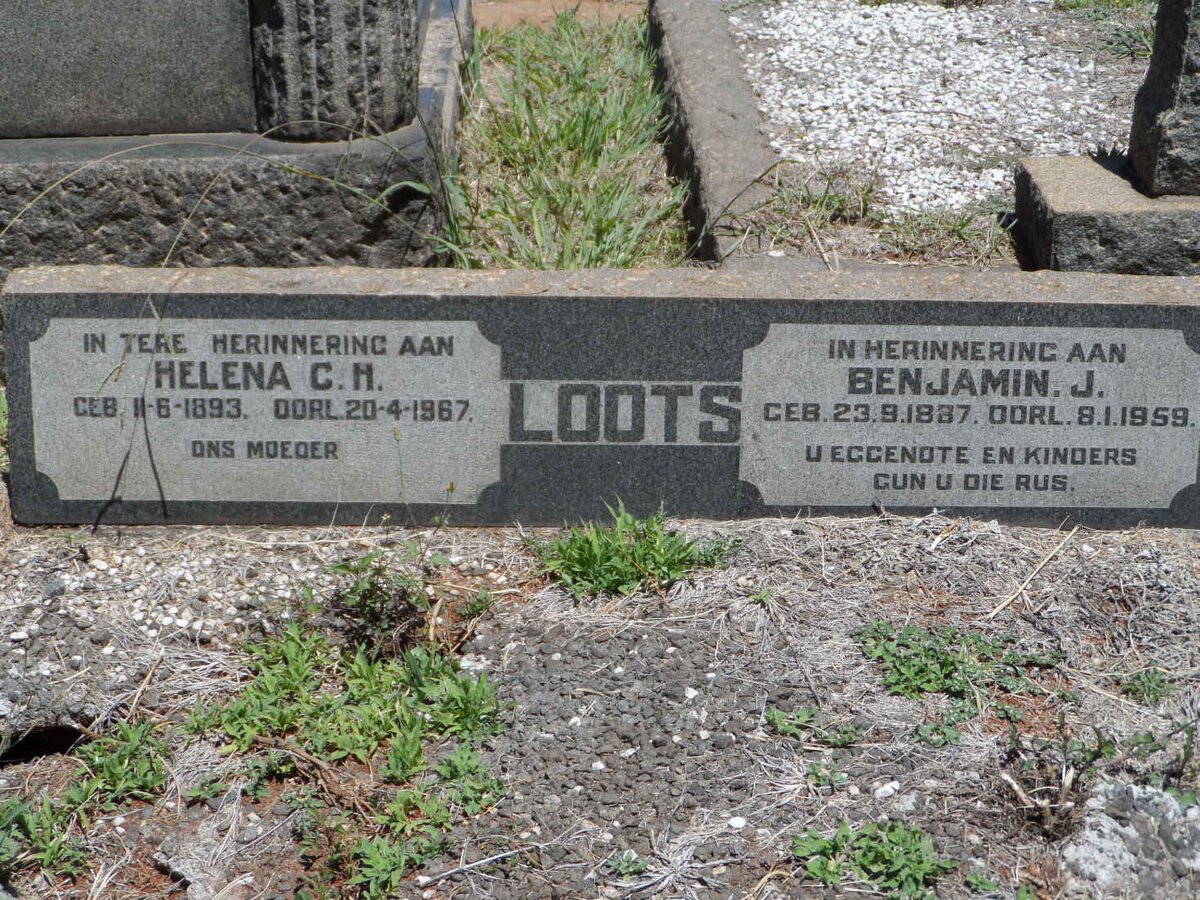 IN TERE HERINNERING AAN
HELENA C.H.
GEB. 11-6-1893. OORL. 20-4-1967.
ONS MOEDER
LOOTS
IN HERINNERING AAN
BENJAMIN. J.
GEB. 23.9.1887. OORL. 8.1.1959.
U EGGENOTE EN KINDERS
GUN U DIE RUS.